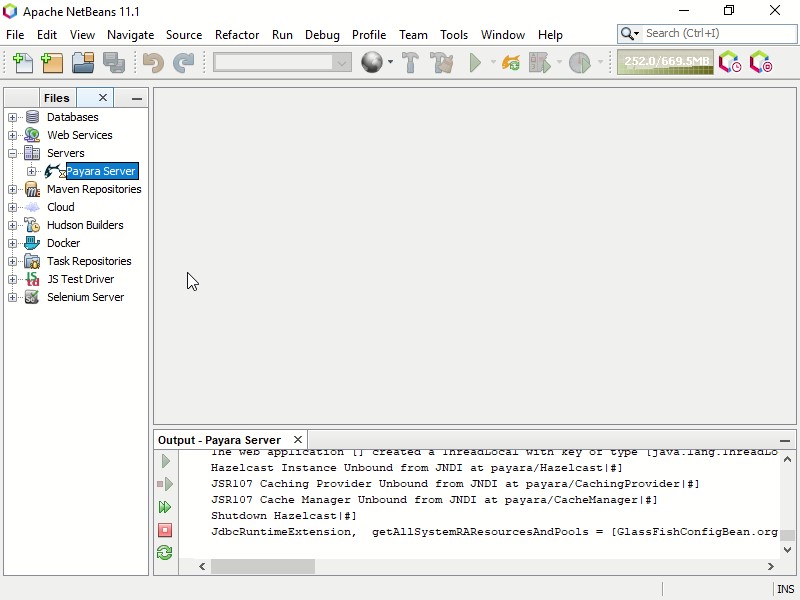 Apache NetBeans 11.1
File Edit View Navigate Source Refactor Run Debug Profile Team Tools Window Help
Search (Ctrl+I)
252.0/669.5MB
Files
Databases
Web Services
Servers
Payara Server
Maven Repositories
Cloud
Hudson Builders
Docker
Task Repositories
JS Test Driver
Selenium Server
Output - Payara Server
The web application [] created a ThreadLocal with key of type [java.lang.ThreadLo
Hazelcast Instance Unbound from JNDI at payara/Hazelcast|#]
JSR107 Caching Provider Unbound from JNDI at payara/CachingProvider|#]
JSR107 Cache Manager Unbound from JNDI at payara/CacheManager|#]
Shutdown Hazelcast|#]
JdbcRuntimeExtension,  getAllSystemRAResourcesAndPools = [GlassFishConfigBean.org
INS